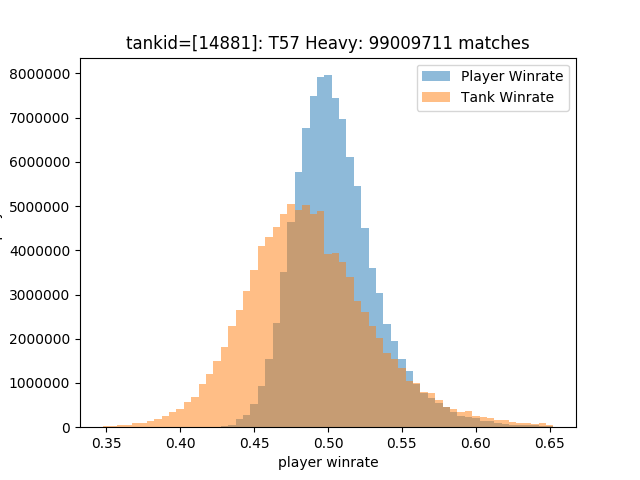 tankid=[14881]: T57 Heavy: 99009711 matches
Player Winrate
Tank Winrate
8000000
7000000
6000000
5000000
4000000
3000000
2000000
1000000
0
0.35 0.40 0.45 0.50 0.55 0.60 0.65
player winrate